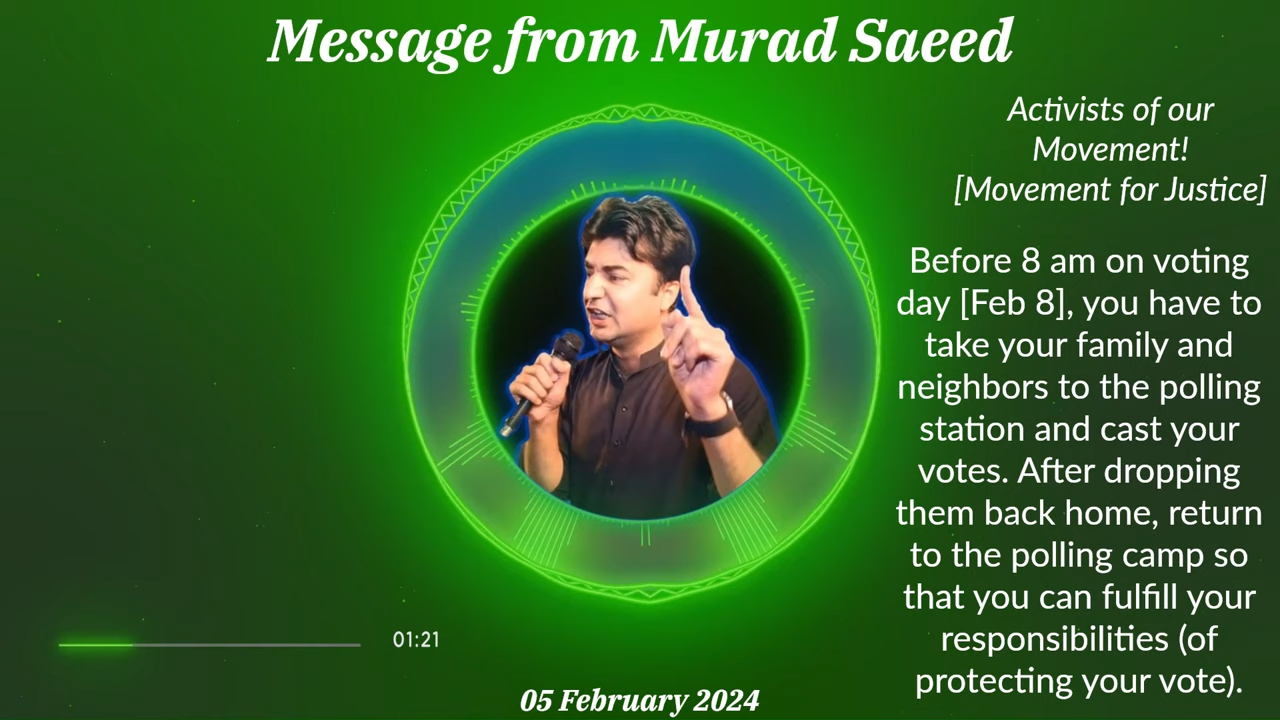 Message from Murad Saeed
Activists of our
Movement!
[Movement for Justice]
Before 8 am on voting
day [Feb 8], you have to
take your family and
neighbors to the polling
station and cast your
votes. After dropping
them back home, return
to the polling camp so
that you can fulfill your
responsibilities (of
protecting your vote).
01:21
05 February 2024